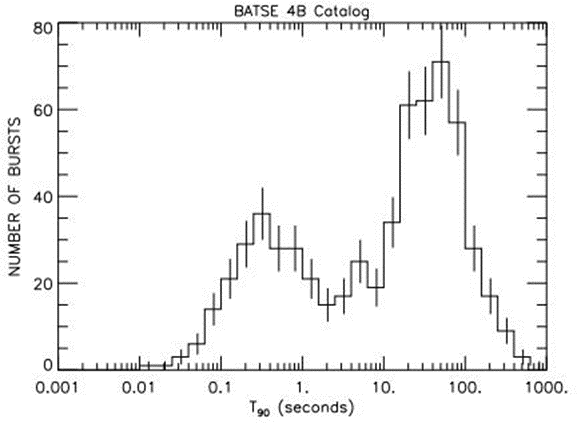 BATSE 4B Catalog
80
60
40
20
0
NUMBER OF BURSTS
0.001 0.01 0.1 1. 10. 100. 1000.
T90 (seconds)